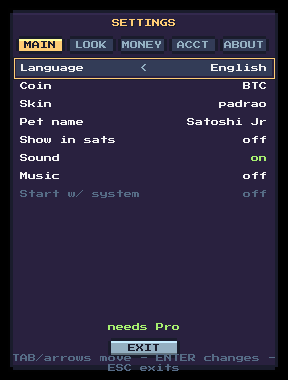 SETTINGS
MAIN LOOK MONEY ACCT ABOUT
Language < English
Coin BTC
Skin padrao
Pet name Satoshi Jr
Show in sats off
Sound on
Music off
Start w/ system off
needs Pro
EXIT
TAB/arrows move - ENTER changes -
ESC exits